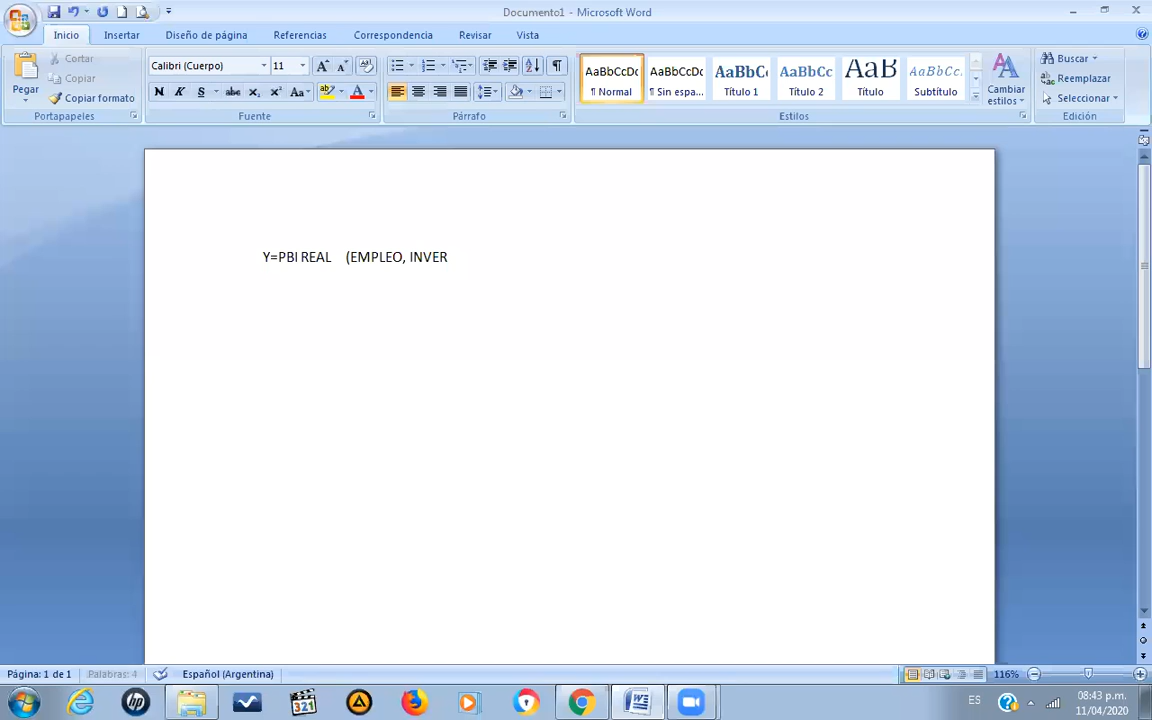 Documento1 - Microsoft Word
Inicio
Insertar
Diseño de página
Referencias
Correspondencia
Revisar
Vista
Pegar
Cortar
Copiar
Copiar formato
Portapapeles
Calibri (Cuerpo)
11
Fuente
Párrafo
AaBbCcDc
¶ Normal
AaBbCcDc
¶ Sin espa...
AaBbC
Título 1
AaBbCc
Título 2
AaB
Título
AaBbCc.
Subtítulo
Cambiar
estilos
Estilos
Buscar
Reemplazar
Seleccionar
Edición
Y=PBI REAL (EMPLEO, INVER
Página: 1 de 1
Palabras: 4
Español (Argentina)
116%
ES
08:43 p.m.
11/04/2020